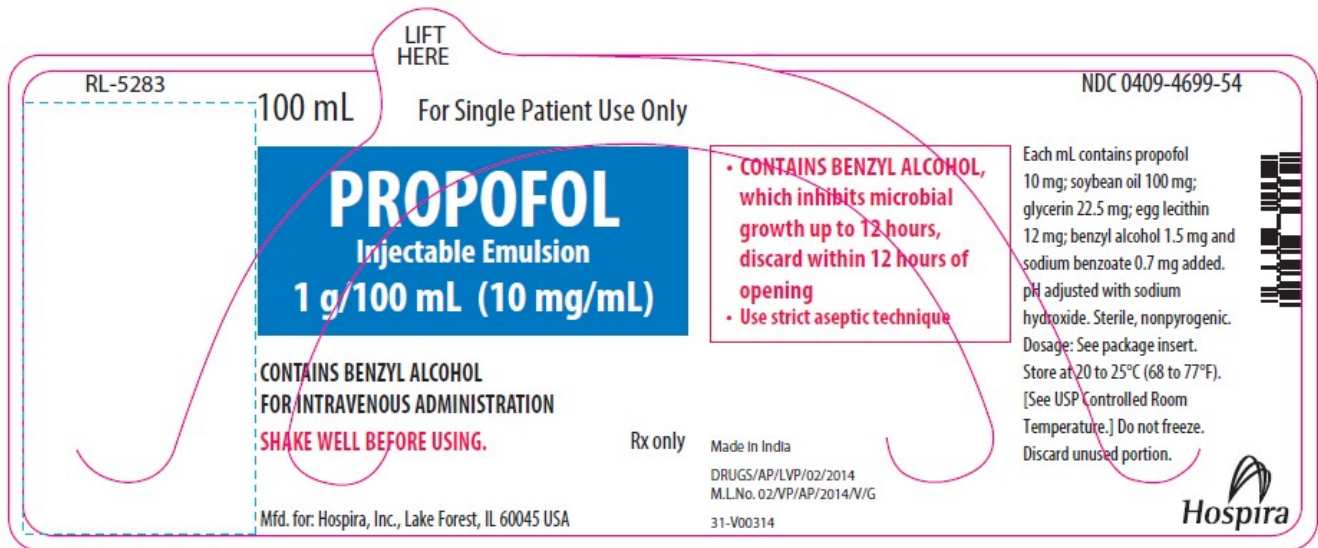 LIFT
HERE
RL-5283
NDC 0409-4699-54
100 mL
For Single Patient Use Only
PROPOFOL
Injectable Emulsion
1 g/100 mL (10 mg/mL)
CONTAINS BENZYL ALCOHOL
FOR INTRAVENOUS ADMINISTRATION
SHAKE WELL BEFORE USING.
Rx only
Mfd. for: Hospira, Inc., Lake Forest, IL 60045 USA
• CONTAINS BENZYL ALCOHOL,
which inhibits microbial
growth up to 12 hours,
discard within 12 hours of
opening
• Use strict aseptic technique
Made in India
DRUGS/AP/LVP/02/2014
M.L.No. 02/VP/AP/2014/V/G
31-V00314
Each mL contains propofol
10 mg; soybean oil 100 mg;
glycerin 22.5 mg; egg lecithin
12 mg; benzyl alcohol 1.5 mg and
sodium benzoate 0.7 mg added.
pH adjusted with sodium
hydroxide. Sterile, nonpyrogenic.
Dosage: See package insert.
Store at 20 to 25°C (68 to 77°F).
[See USP Controlled Room
Temperature.] Do not freeze.
Discard unused portion.
Hospira